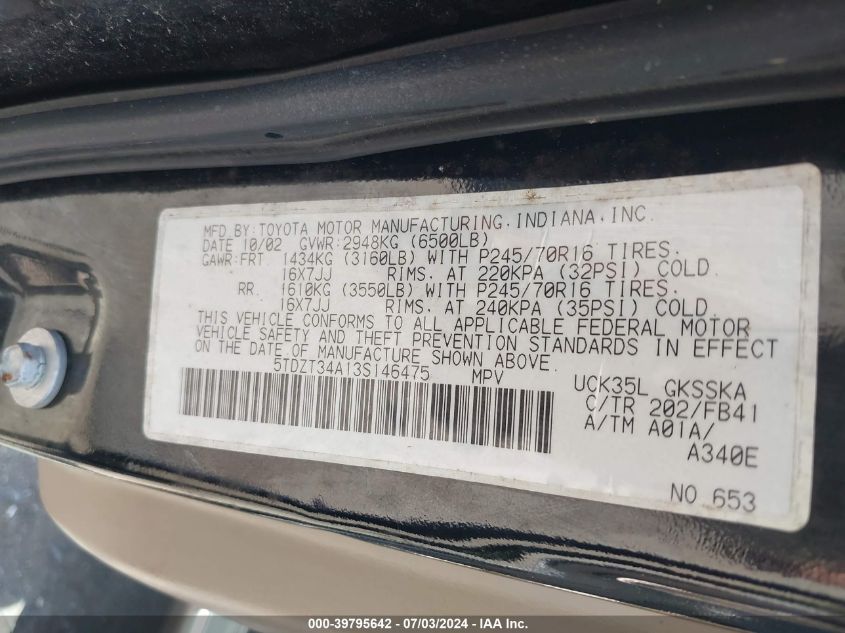 MFD.BY:TOYOTA MOTOR MANUFACTURING,INDIANA,INC.
DATE 10/02 GVWR:2948KG (6500LB)
GAWR:FRT 1434KG (3160LB) WITH P245/70R16 TIRES.
16X7JJ RIMS. AT 220KPA (32PSI) COLD.
RR. 1610KG (3550LB) WITH P245/70R16 TIRES.
16X7JJ RIMS. AT 240KPA (35PSI) COLD.
THIS VEHICLE CONFORMS TO ALL APPLICABLE FEDERAL MOTOR
VEHICLE SAFETY AND THEFT PREVENTION STANDARDS IN EFFECT
ON THE DATE OF MANUFACTURE SHOWN ABOVE.
5TDZT34A13S146475 MPV
UCK35L GKSSKA
C/TR 202/FB41
A/TM A01A/
A340E
NO 653
000-39795642 - 07/03/2024 - IAA Inc.